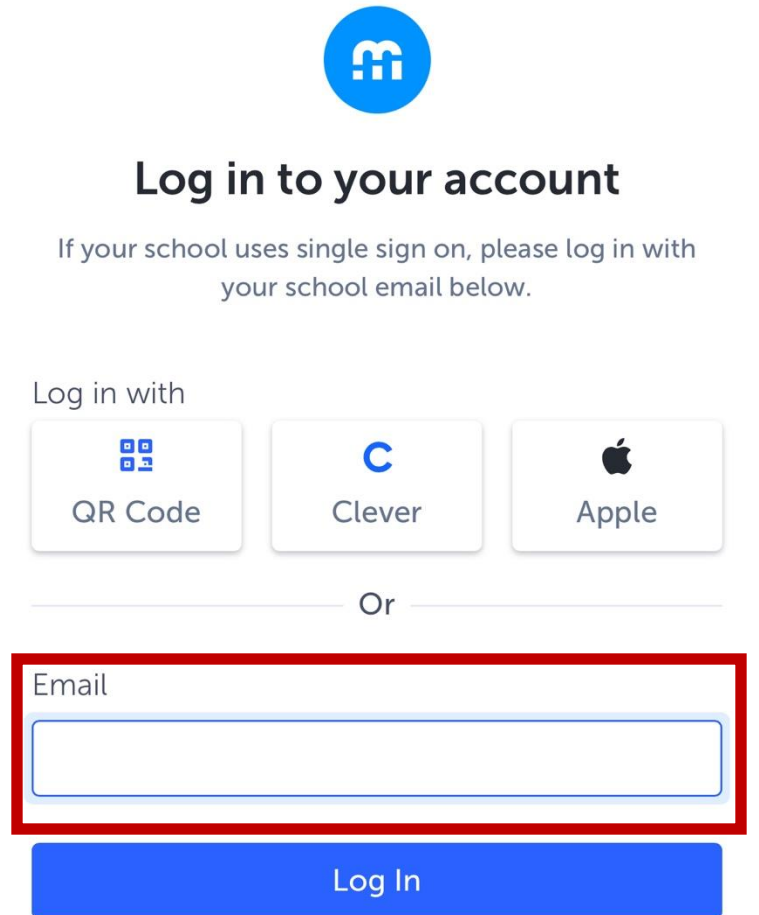 Log in to your account
If your school uses single sign on, please log in with
your school email below.
Log in with
QR Code
Clever
Apple
Or
Email
Log In